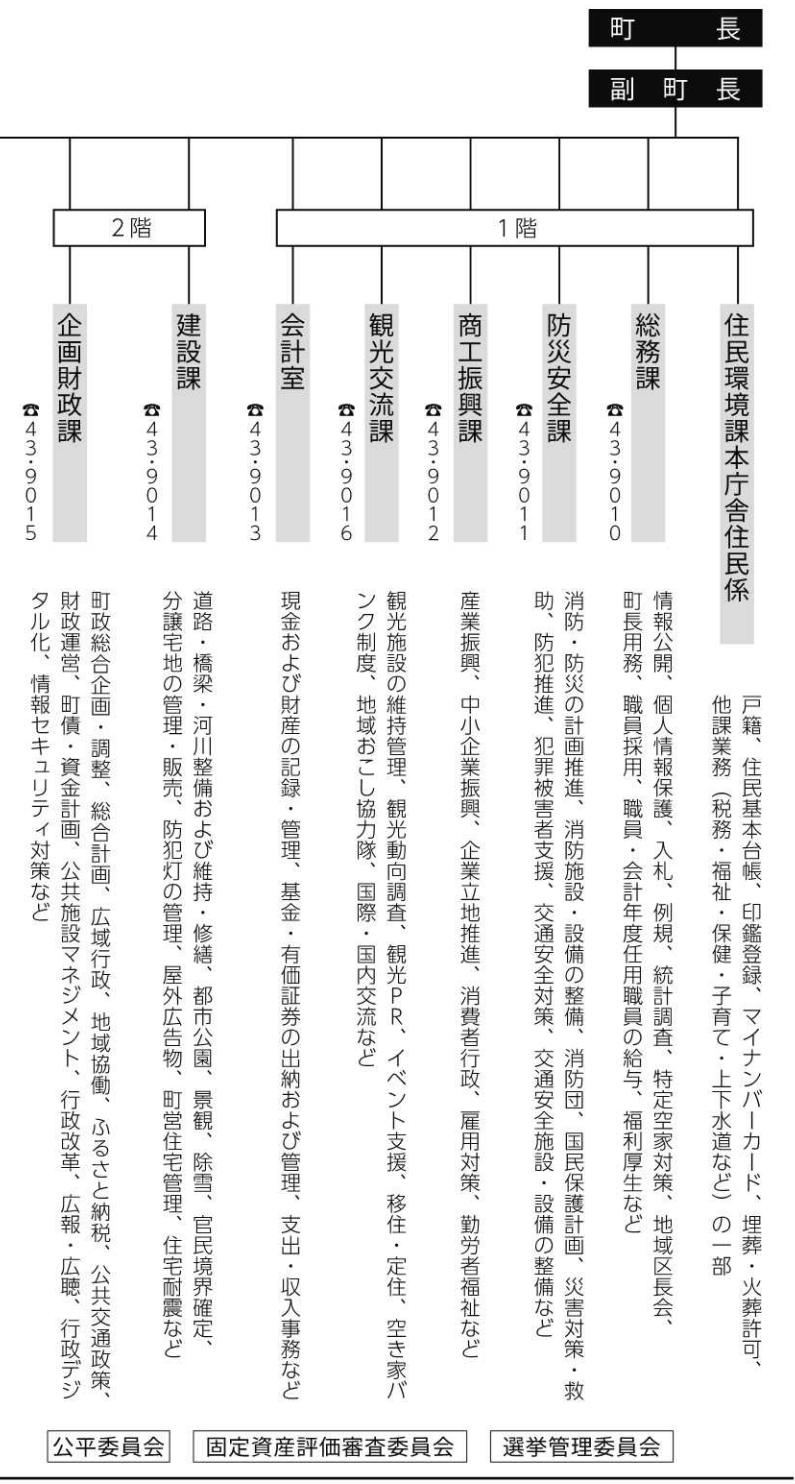 町長
副町長
1階
2階
住民環境課本庁舎住民係
戸籍、住民基本台帳、印鑑登録、マイナンバーカード、埋葬・火葬許可、
他課業務（税務・福祉・保健・子育て・上下水道など）の一部
総務課
☎43・9010
情報公開、個人情報保護、入札、例規、統計調査、特定空家対策、地域区長会、
町長用務、職員採用、職員・会計年度任用職員の給与、福利厚生など
防災安全課
☎43・9011
消防・防災の計画推進、消防施設・設備の整備、消防団、国民保護計画、災害対策・救
助、防犯推進、犯罪被害者支援、交通安全対策、交通安全施設・設備の整備など
商工振興課
☎43・9012
産業振興、中小企業振興、企業立地推進、消費者行政、雇用対策、勤労者福祉など
観光交流課
☎43・9016
観光施設の維持管理、観光動向調査、観光PR、イベント支援、移住・定住、空き家バ
ンク制度、地域おこし協力隊、国際・国内交流など
会計室
☎43・9013
現金および財産の記録・管理、基金・有価証券の出納および管理、支出・収入事務など
建設課
☎43・9014
道路・橋梁・河川整備および維持・修繕、都市公園、景観、除雪、官民境界確定、
分譲宅地の管理・販売、防犯灯の管理、屋外広告物、町営住宅管理、住宅耐震など
企画財政課
☎43・9015
町政総合企画・調整、総合計画、広域行政、地域協働、ふるさと納税、公共交通政策、
財政運営、町債・資金計画、公共施設マネジメント、行政改革、広報・広聴、行政デジ
タル化、情報セキュリティ対策など
選挙管理委員会
固定資産評価審査委員会
公平委員会